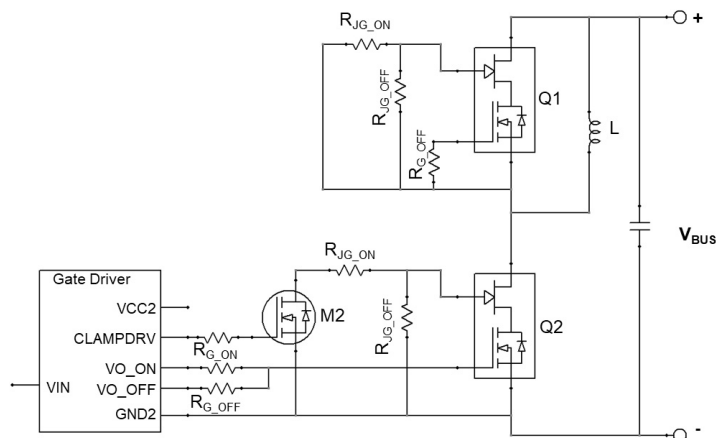 RJG_ON
+
RJG_OFF
Q1
RG_OFF
L
VBUS
RJG_ON
Gate Driver
VCC2
M2
RJG_OFF
Q2
CLAMPDRV
RG_ON
VO_ON
VIN
VO_OFF
RG_OFF
GND2
-